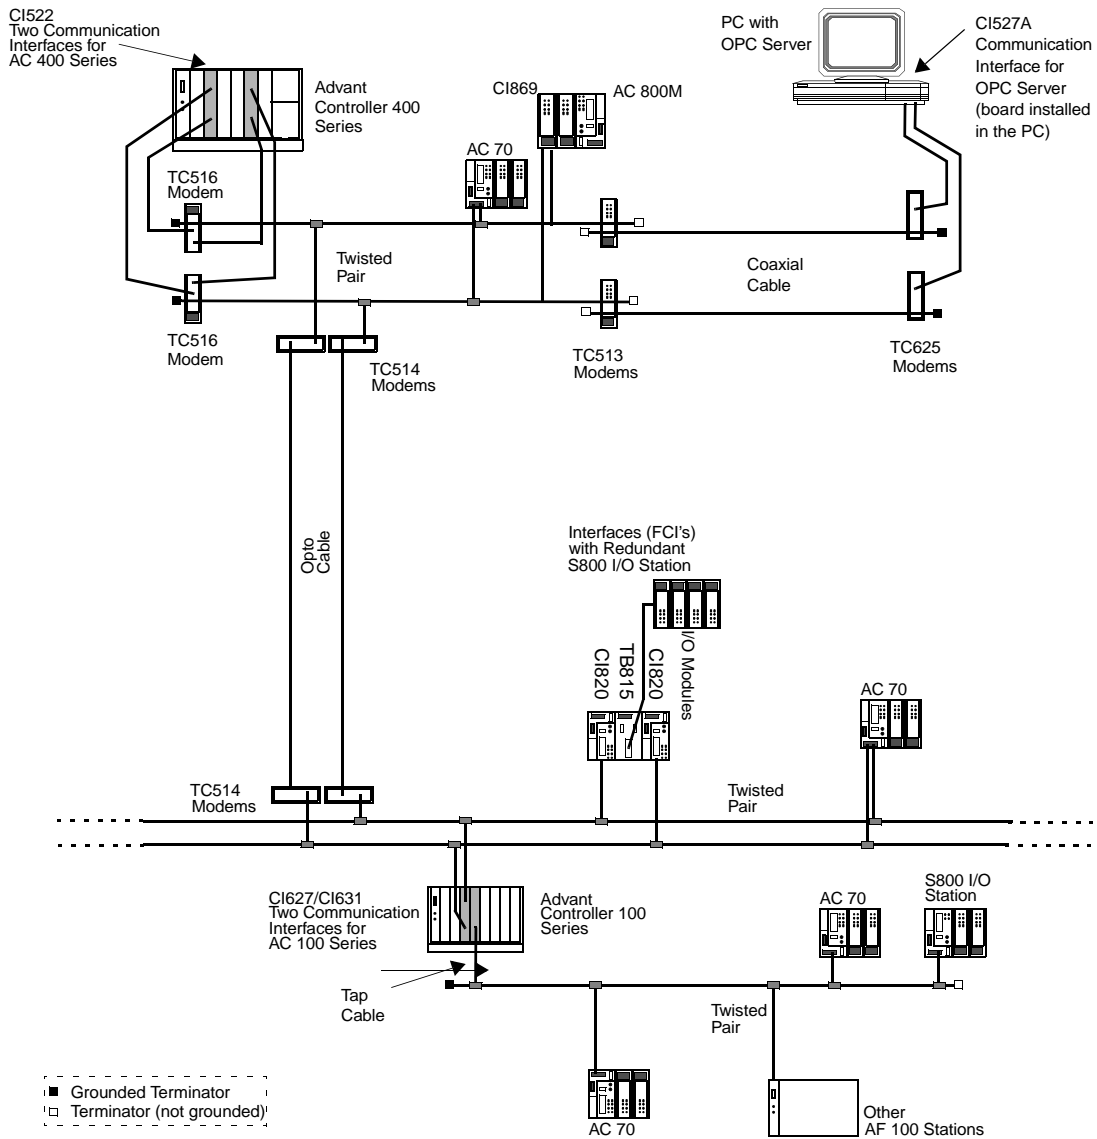 CI522
Two Communication
Interfaces for
AC 400 Series
Advant
Controller 400
Series
CI869
AC 800M
AC 70
PC with
OPC Server
CI527A
Communication
Interface for
OPC Server
(board installed
in the PC)
TC516
Modem
Twisted
Pair
Coaxial
Cable
TC516
Modem
TC514
Modems
TC513
Modems
TC625
Modems
Opto
Cable
Interfaces (FCI's)
with Redundant
S800 I/O Station
CI820
TB815
CI820
I/O Modules
AC 70
TC514
Modems
Twisted
Pair
CI627/CI631
Two Communication
Interfaces for
AC 100 Series
Advant
Controller 100
Series
AC 70
S800 I/O
Station
Tap
Cable
Twisted
Pair
AC 70
Other
AF 100 Stations
Grounded Terminator
Terminator (not grounded)